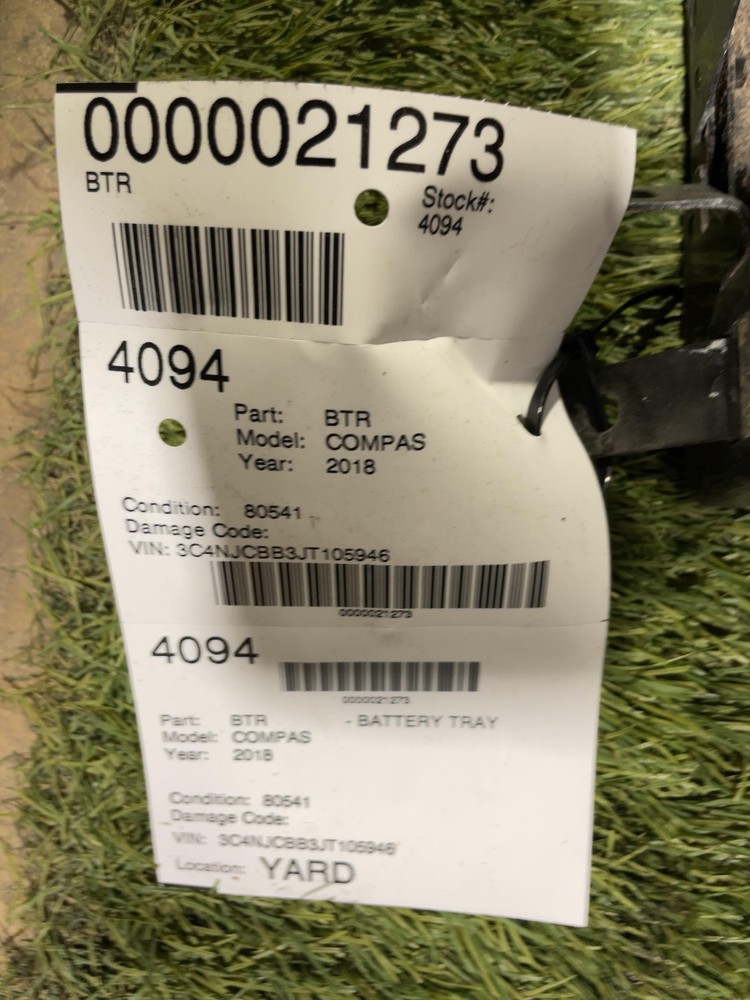 0000021273
BTR
Stock#:
4094
4094
Part: BTR
Model: COMPAS
Year: 2018
Condition: 80541
Damage Code:
VIN: 3C4NJCBB3JT105946
0000021273
4094
0000021273
Part: BTR - BATTERY TRAY
Model: COMPAS
Year: 2018
Condition: 80541
Damage Code:
VIN: 3C4NJCBB3JT105946
Location: YARD